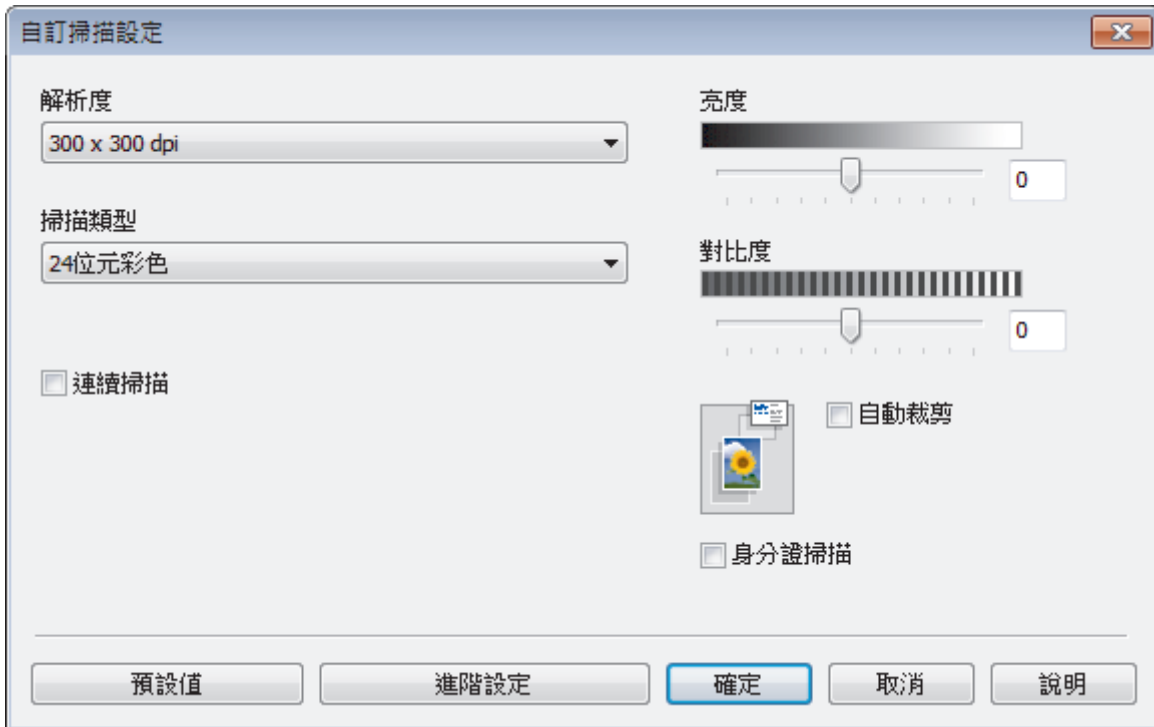 自訂掃描設定
解析度
300 x 300 dpi
掃描類型
24位元彩色
連續掃描
亮度
0
對比度
0
自動裁剪
身分證掃描
預設值
進階設定
確定
取消
說明